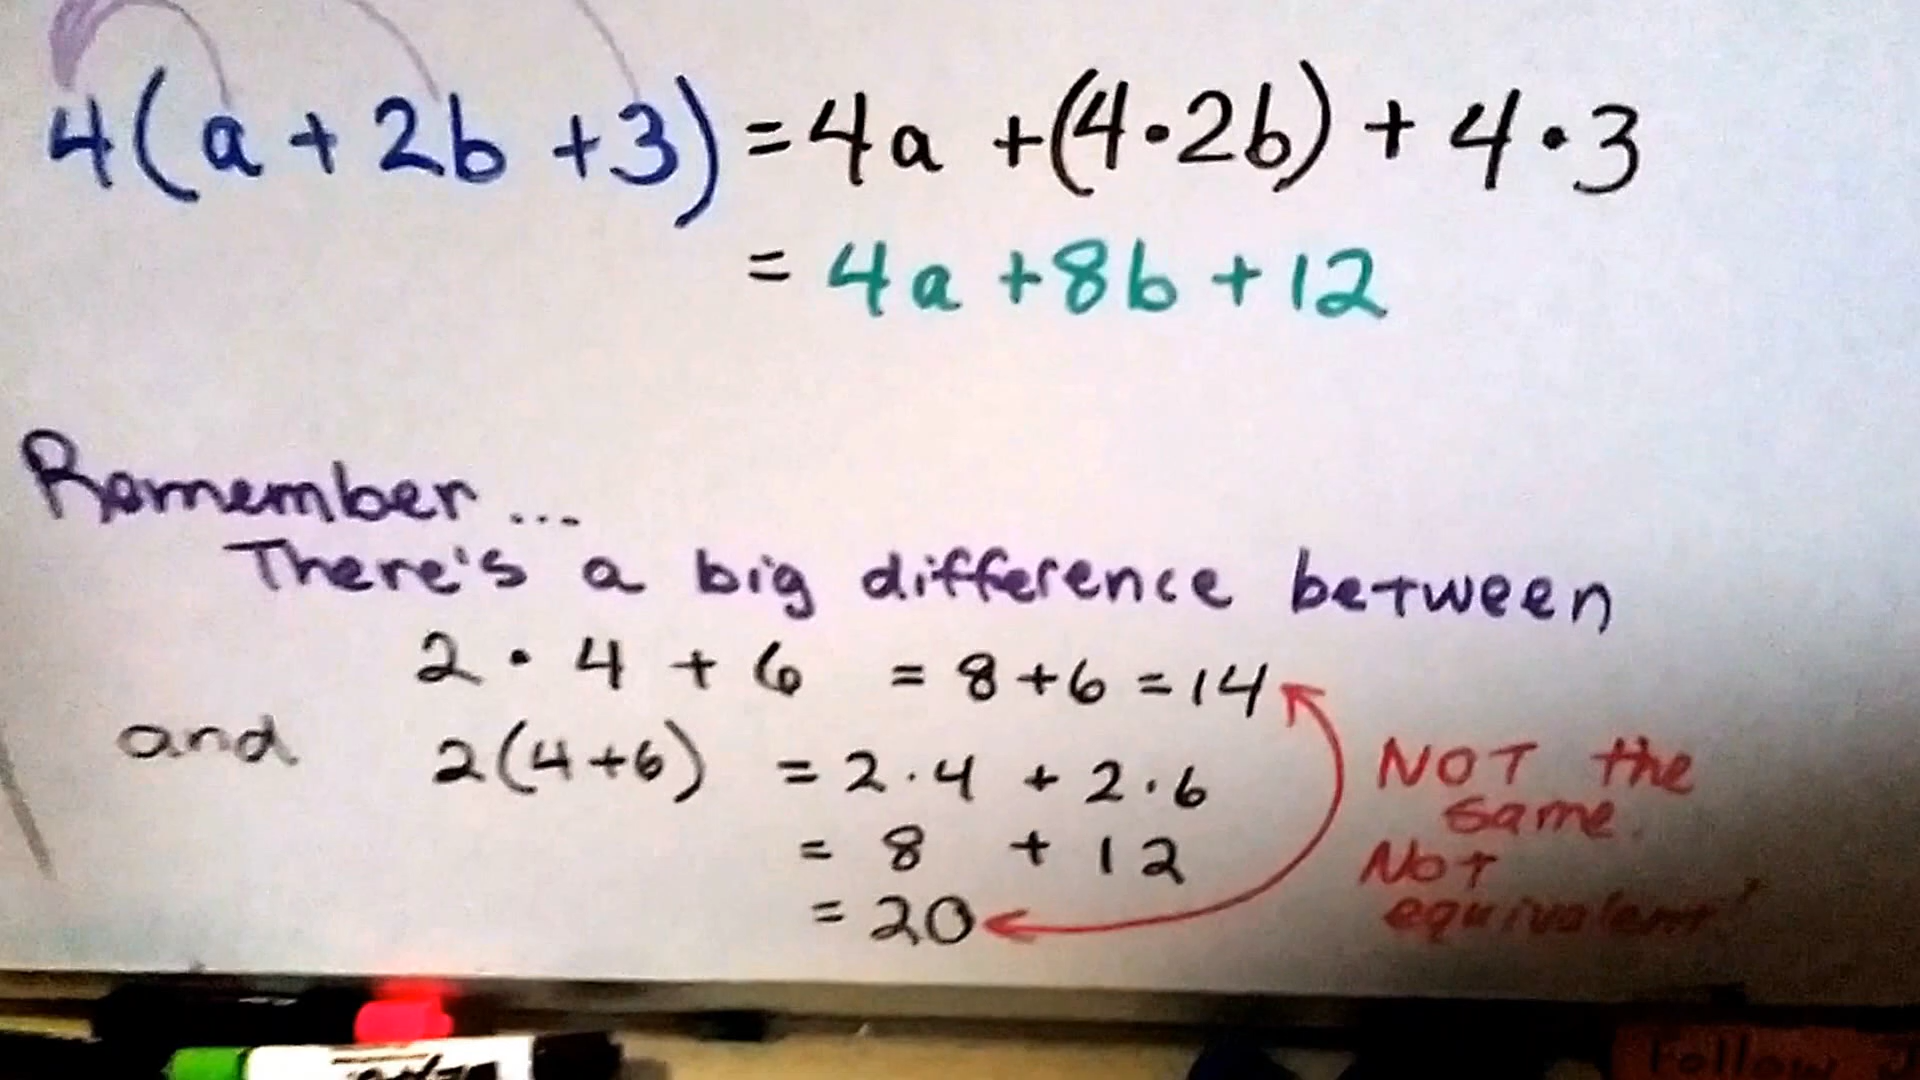 4(a + 2b + 3) = 4a + (4•2b) + 4•3
= 4a + 8b + 12
Remember...
There's a big difference between
2 • 4 + 6 = 8 + 6 = 14
and 2(4+6) = 2•4 + 2•6
= 8 + 12
= 20
NOT the
same.
Not
equivalent!
Follow